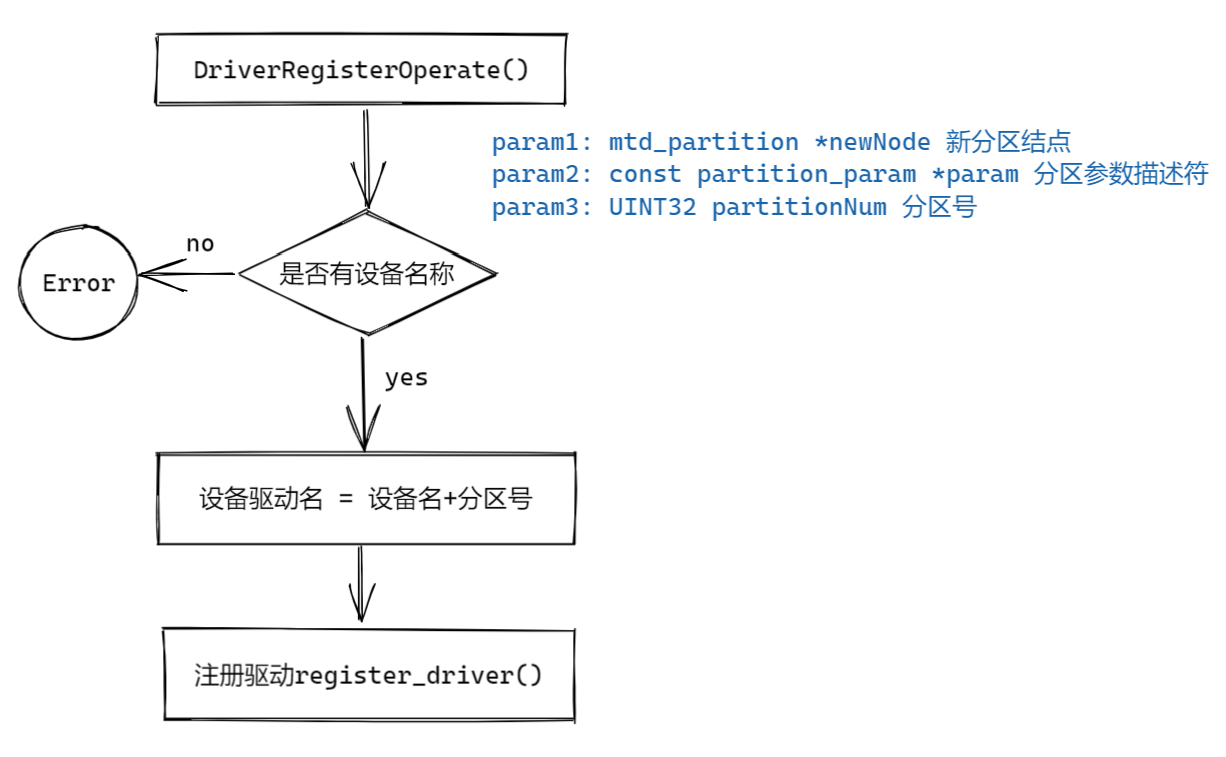 DriverRegisterOperate()
param1: mtd_partition *newNode 新分区结点
param2: const partition_param *param 分区参数描述符
param3: UINT32 partitionNum 分区号
no
Error
是否有设备名称
yes
设备驱动名 = 设备名+分区号
注册驱动register_driver()